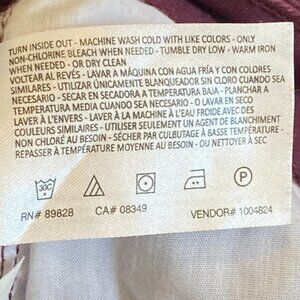 TURN INSIDE OUT - MACHINE WASH COLD WITH LIKE COLORS - ONLY
NON-CHLORINE BLEACH WHEN NEEDED - TUMBLE DRY LOW - WARM IRON
WHEN NEEDED - OR DRY CLEAN
VOLTEAR AL REVÉS - LAVAR A MÁQUINA CON AGUA FRÍA Y CON COLORES
SIMILARES - UTILIZAR ÚNICAMENTE BLANQUEADOR SIN CLORO CUANDO SEA
NECESARIO - SECAR EN SECADORA A TEMPERATURA BAJA - PLANCHAR A
TEMPERATURA MEDIA CUANDO SEA NECESARIO - O LAVAR EN SECO
LAVER À L'ENVERS - LAVER À LA MACHINE À L'EAU FROIDE AVEC DES
COULEURS SIMILAIRES - UTILISER SEULEMENT UN AGENT DE BLANCHIMENT
NON CHLORÉ AU BESOIN - SÉCHER PAR CULBUTAGE À BASSE TEMPÉRATURE
REPASSER À TEMPÉRATURE MOYENNE AU BESOIN - OU NETTOYER À SEC
30C P
RN# 89828 CA# 08349 VENDOR# 1004824